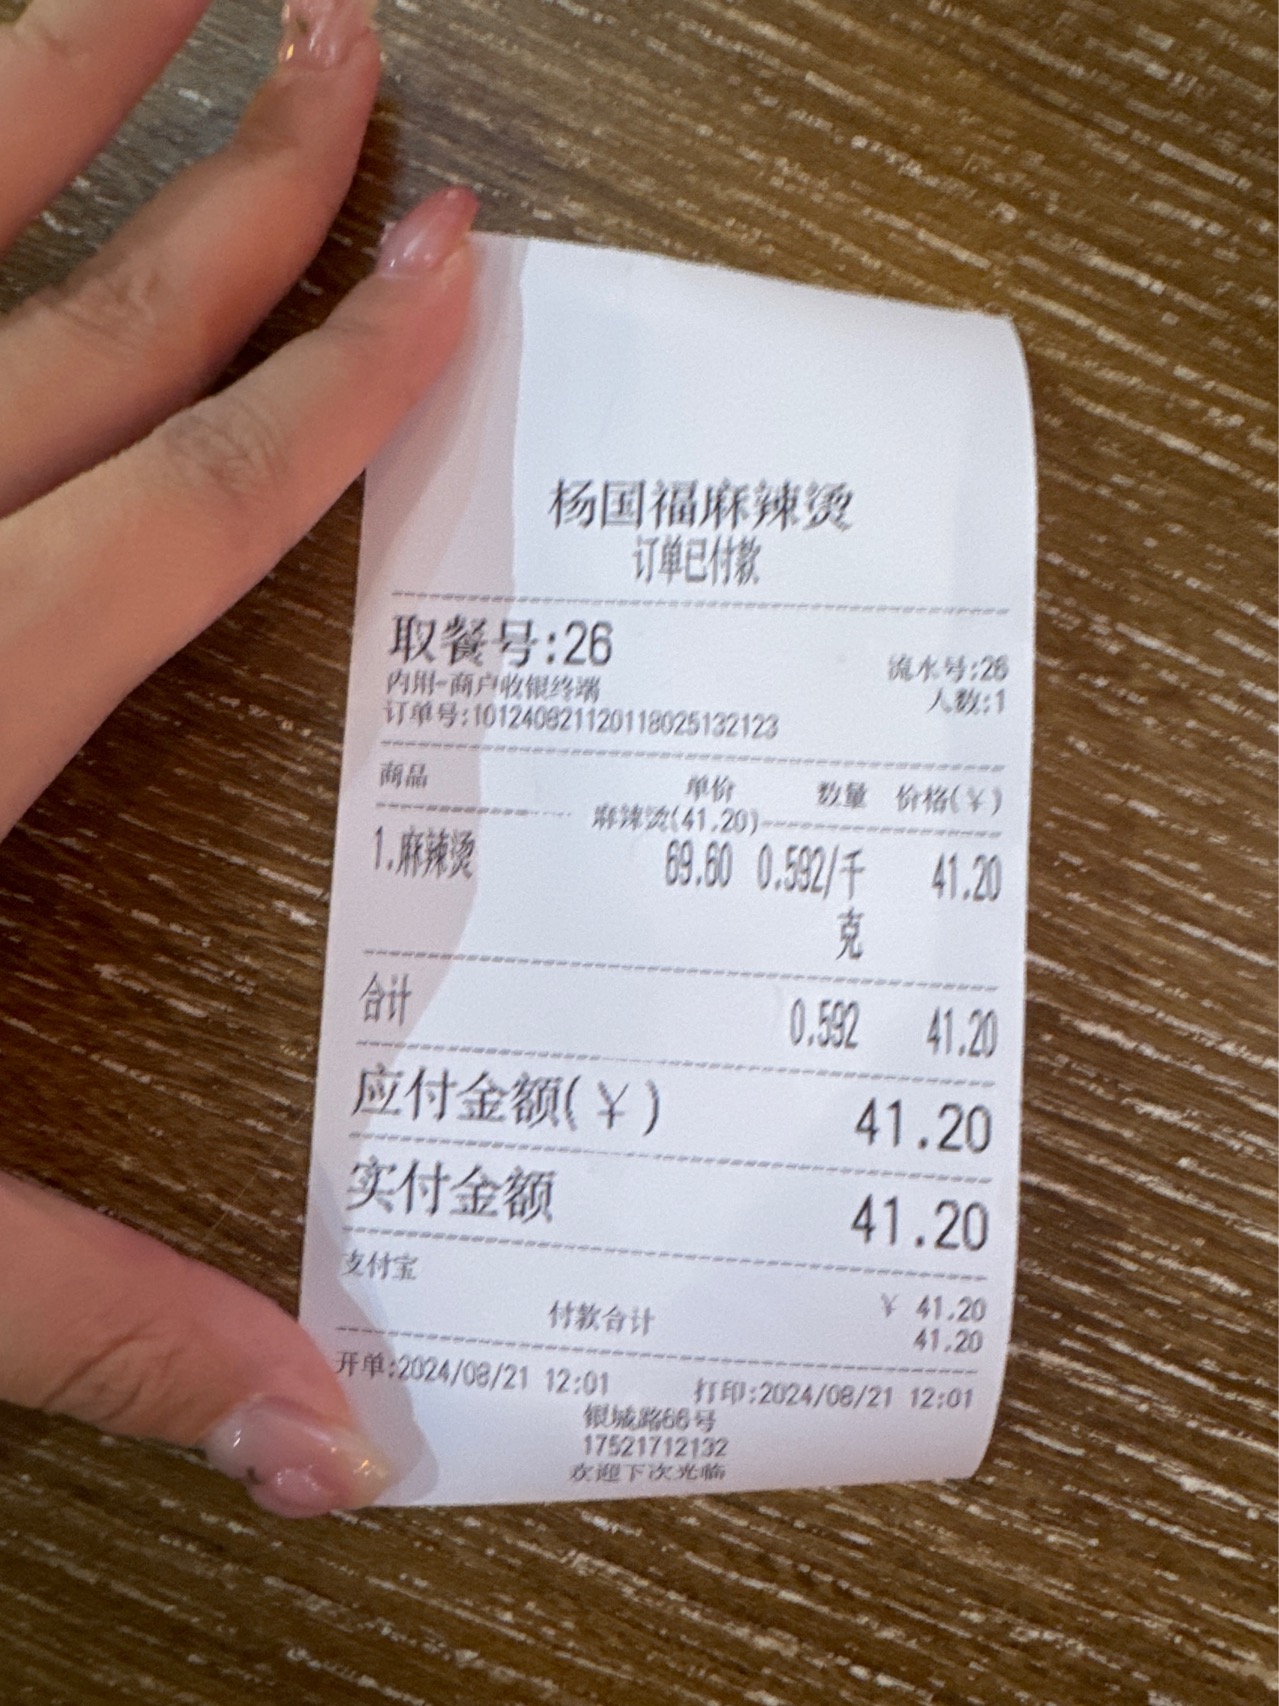 杨国福麻辣烫
订单已付款
取餐号:26
流水号:26
内用-商户收银终端
人数:1
订单号:101240821120118025132123
商品 单价 数量 价格(¥)
麻辣烫(41.20)
1.麻辣烫 69.60 0.592/千
克 41.20
合计 0.592 41.20
应付金额(¥) 41.20
实付金额 41.20
支付宝 ¥ 41.20
付款合计 41.20
开单:2024/08/21 12:01 打印:2024/08/21 12:01
银城路66号
17521712132
欢迎下次光临